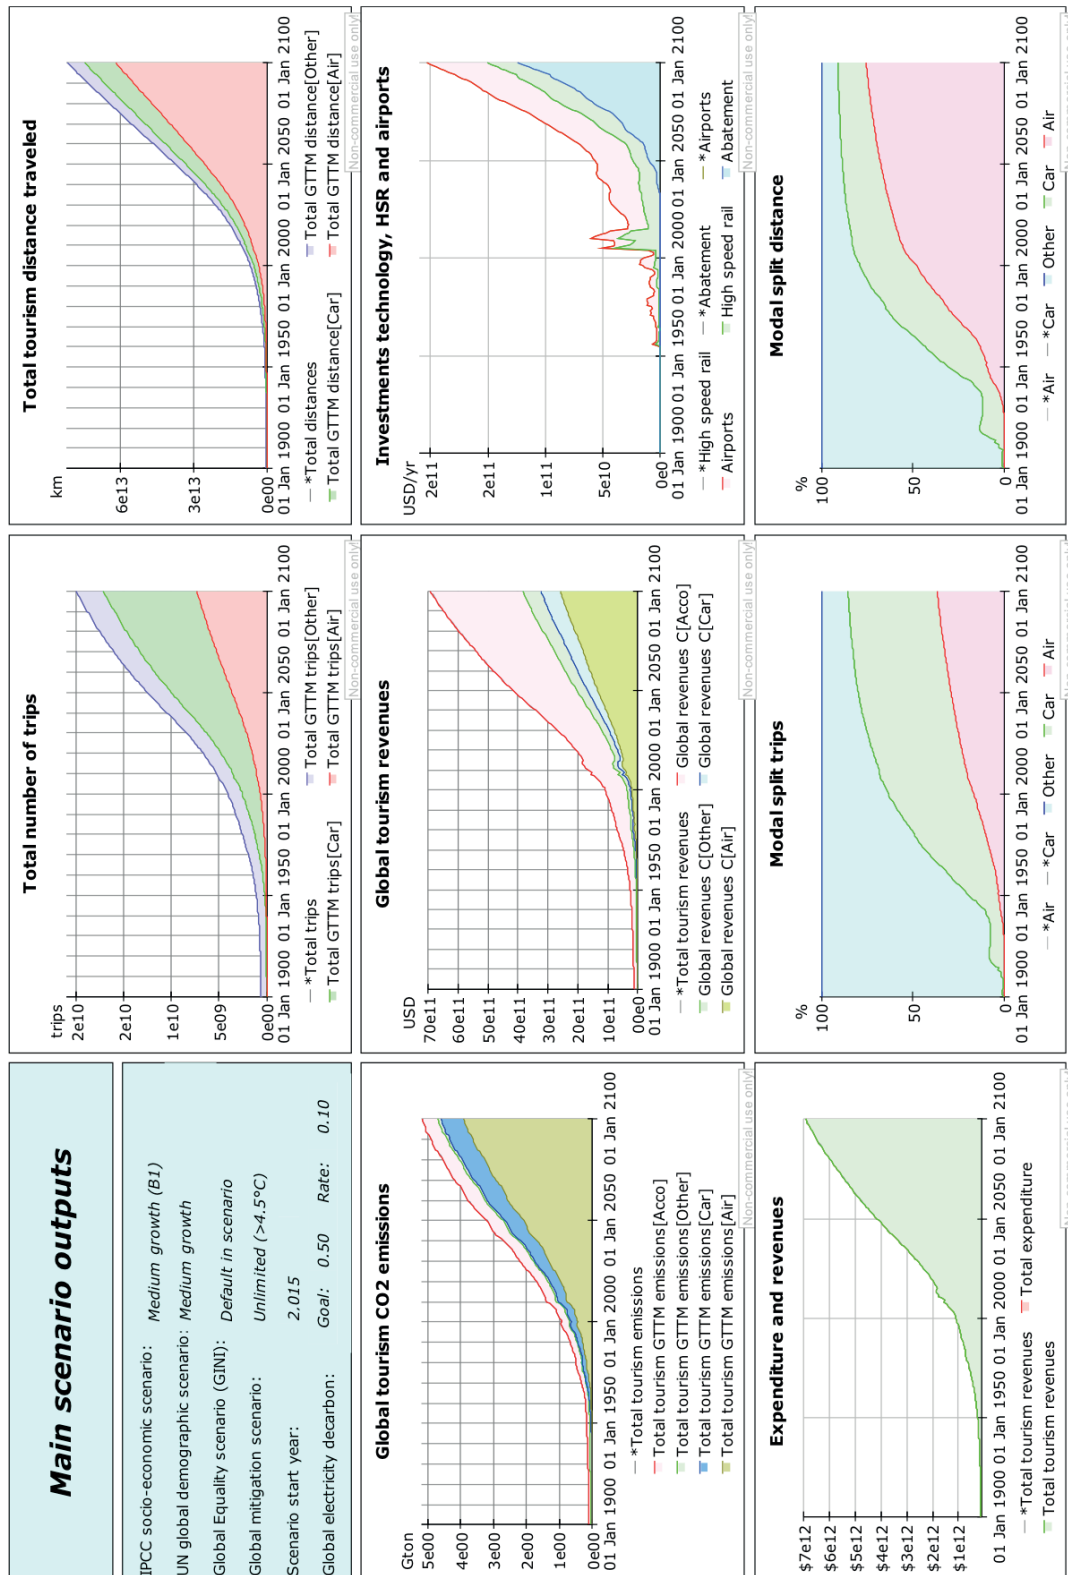 Main scenario outputs
IPCC socio-economic scenario: Medium growth (B1)
UN global demographic scenario: Medium growth
Global Equality scenario (GINI): Default in scenario
Global mitigation scenario: Unlimited (>4.5°C)
Scenario start year: 2.015
Global electricity decarbon: Goal: 0.50 Rate: 0.10
Total number of trips
trips
2e10
2e10
1e10
5e09
0e00
01 Jan 1900 01 Jan 1950 01 Jan 2000 01 Jan 2050 01 Jan 2100
*Total trips Total GTTM trips[Other]
Total GTTM trips[Car] Total GTTM trips[Air]
Non-commercial use only!
Total tourism distance traveled
km
6e13
3e13
0e00
01 Jan 1900 01 Jan 1950 01 Jan 2000 01 Jan 2050 01 Jan 2100
*Total distances Total GTTM distance[Other]
Total GTTM distance[Car] Total GTTM distance[Air]
Non-commercial use only!
Global tourism CO2 emissions
Gton
5e00
4e00
3e00
2e00
1e00
0e00
01 Jan 1900 01 Jan 1950 01 Jan 2000 01 Jan 2050 01 Jan 2100
*Total tourism emissions
Total tourism GTTM emissions[Acco]
Total tourism GTTM emissions[Other]
Total tourism GTTM emissions[Car]
Total tourism GTTM emissions[Air]
Non-commercial use only!
Global tourism revenues
USD
70e11
60e11
50e11
40e11
30e11
20e11
10e11
00e00
01 Jan 1900 01 Jan 1950 01 Jan 2000 01 Jan 2050 01 Jan 2100
*Total tourism revenues Global revenues C[Acco]
Global revenues C[Other] Global revenues C[Car]
Global revenues C[Air]
Non-commercial use only!
Investments technology, HSR and airports
USD/yr
2e11
2e11
1e11
5e10
0e0
01 Jan 1900 01 Jan 1950 01 Jan 2000 01 Jan 2050 01 Jan 2100
*High speed rail *Abatement *Airports
Airports High speed rail Abatement
Non-commercial use only!
Expenditure and revenues
$7e12
$6e12
$5e12
$4e12
$3e12
$2e12
$1e12
01 Jan 1900 01 Jan 1950 01 Jan 2000 01 Jan 2050 01 Jan 2100
*Total tourism revenues Total expenditure
Total tourism revenues
Modal split trips
%
100
50
0
01 Jan 1900 01 Jan 1950 01 Jan 2000 01 Jan 2050 01 Jan 2100
*Air *Car Other Car Air
Modal split distance
%
100
50
0
01 Jan 1900 01 Jan 1950 01 Jan 2000 01 Jan 2050 01 Jan 2100
*Air *Car Other Car Air